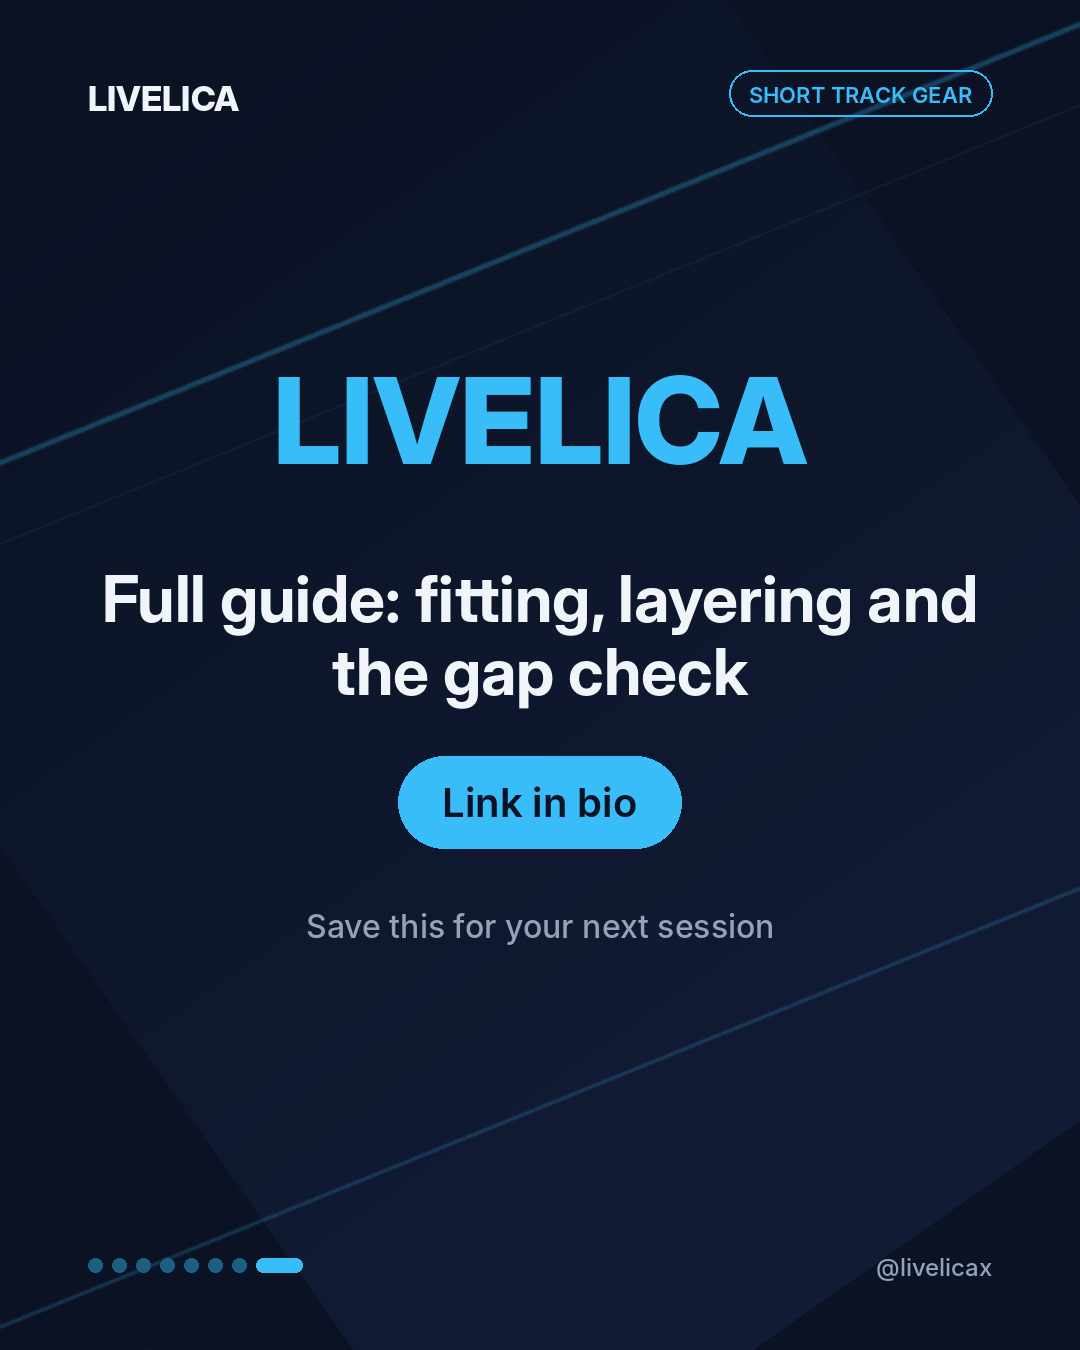 LIVELICA
SHORT TRACK GEAR
LIVELICA
Full guide: fitting, layering and
the gap check
Link in bio
Save this for your next session
@livelicax